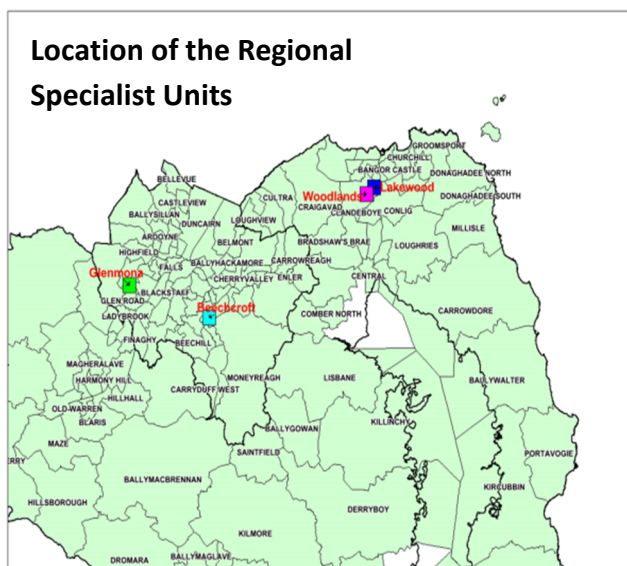 Location of the Regional
Specialist Units
GROOMSPORT
CHURCHILL
BANGOR CASTLE
DONAGHADEE NORTH
BELLEVUE
Lakewood
Woodlands
DONAGHADEE SOUTH
CULTRA
CASTLEVIEW
CRAIGAVAD
CLANDEBOYE
CONLIG
BALLYSILLAN
DUNCAIRN
LOUGHVIEW
MILLISLE
ARDOYNE
BELMONT
BRADSHAW'S BRAE
LOUGHRIES
HIGHFIELD
BALLYHACKAMORE
CARROWREAGH
FALLS
Glenmona
CHERRYVALLEY
ENLER
CENTRAL
BLACKSTAFF
GLEN ROAD
Beechcroft
CARROWDORE
LADYBROOK
COMBER NORTH
FINAGHY
BEECHILL
MAGHERALAVE
HARMONY HILL
MONEYREAGH
LISBANE
BALLYWALTER
CARRYDUFF WEST
HILLHALL
OLD WARREN
BLARIS
KILLINCHY
BALLYGOWAN
MAZE
SAINTFIELD
PORTAVOGIE
ERRY
BALLYMACBRENNAN
KIRCUBBIN
HILLSBOROUGH
DERRYBOY
KILMORE
BALLYMAGLAVE
DROMARA